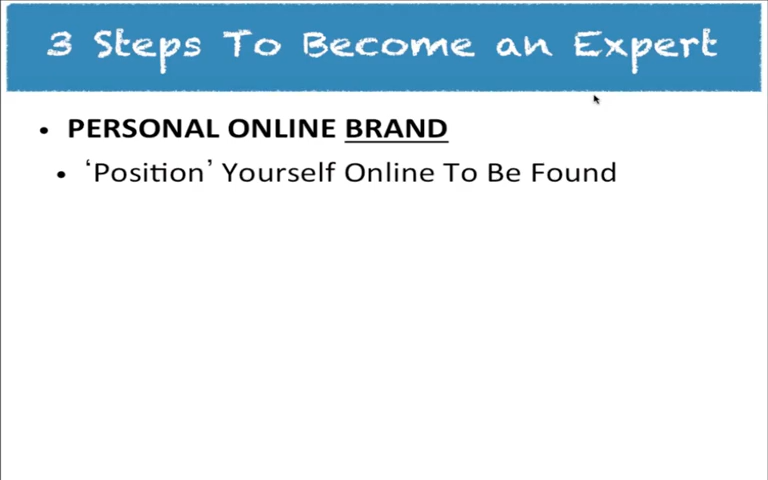 3 Steps To Become an Expert
• PERSONAL ONLINE BRAND
• ‘Position’ Yourself Online To Be Found